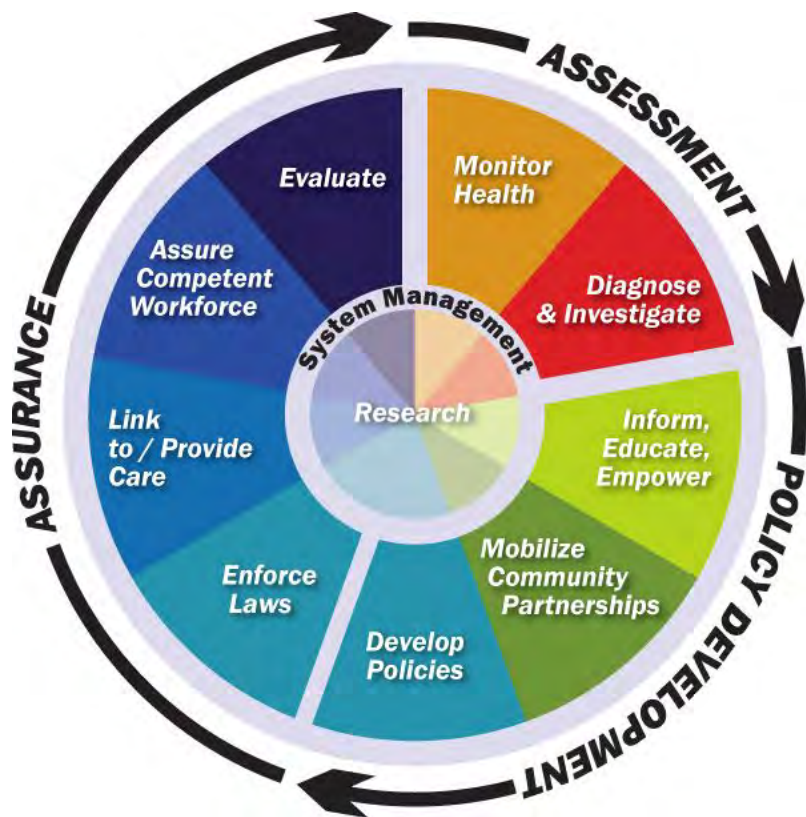 ASSESSMENT
Monitor
Health
Diagnose
& Investigate
POLICY DEVELOPMENT
Inform,
Educate,
Empower
Mobilize
Community
Partnerships
Develop
Policies
ASSURANCE
Enforce
Laws
Link
to / Provide
Care
Assure
Competent
Workforce
Evaluate
System Management
Research